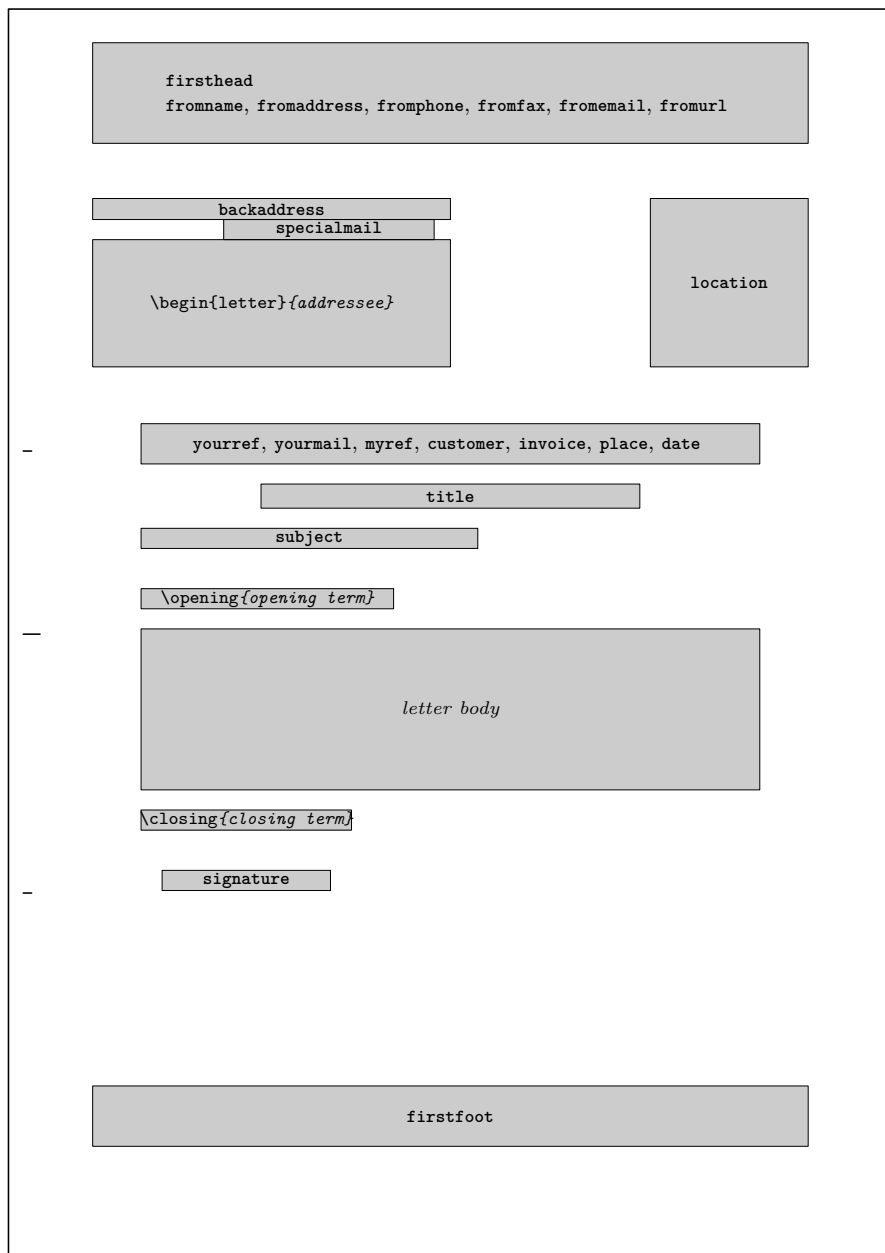 firsthead
fromname, fromaddress, fromphone, fromfax, fromemail, fromurl
backaddress
specialmail
\begin{letter}{addressee}
location
yourref, yourmail, myref, customer, invoice, place, date
title
subject
\opening{opening term}
letter body
\closing{closing term}
signature
firstfoot